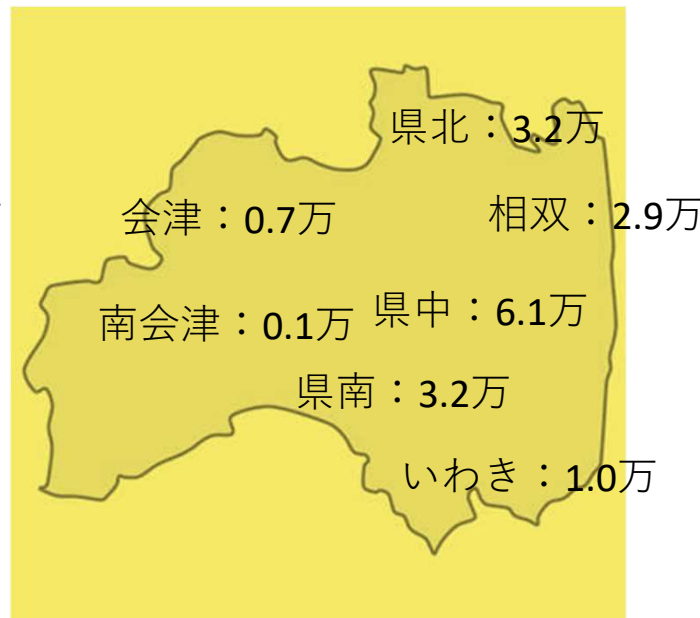 県北：3.2万
会津：0.7万
相双：2.9万
南会津：0.1万
県中：6.1万
県南：3.2万
いわき：1.0万